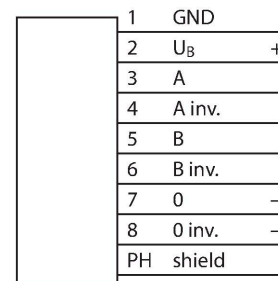 1 GND
2 U_B +
3 A
4 A inv.
5 B
6 B inv.
7 0 –
8 0 inv. –
PH shield